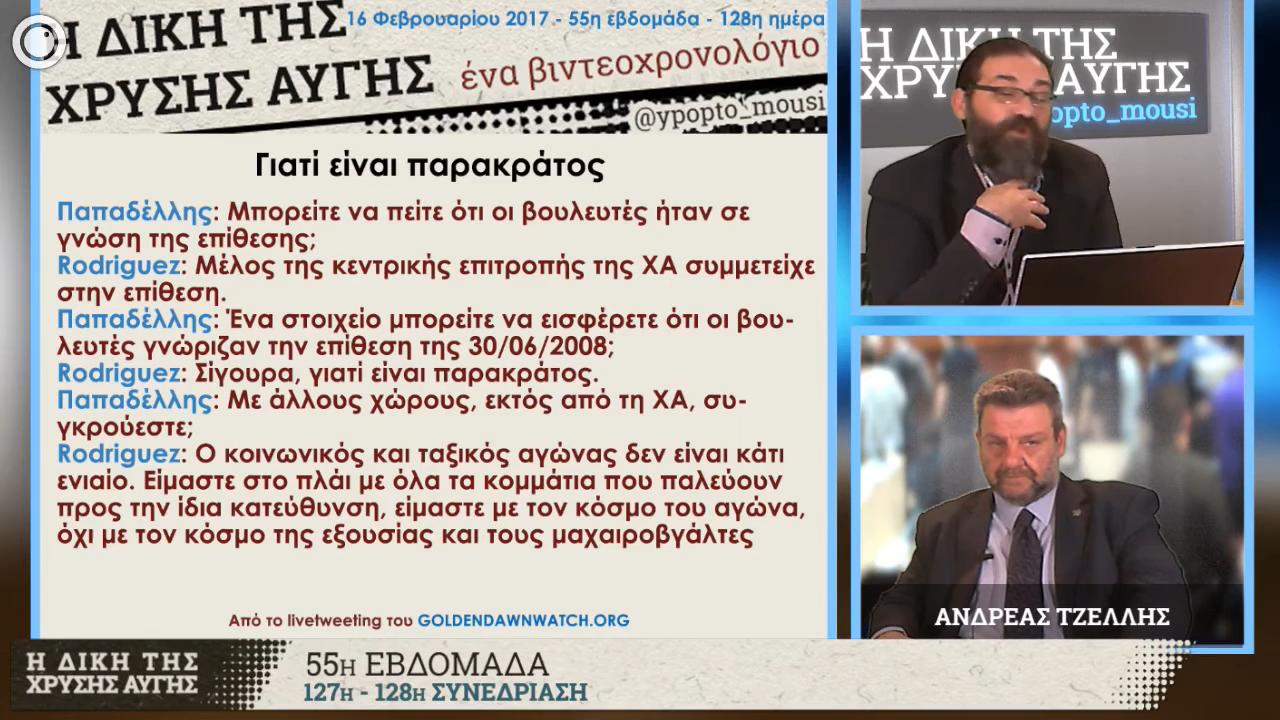 Η ΔΙΚΗ ΤΗΣ
ΧΡΥΣΗΣ ΑΥΓΗΣ
16 Φεβρουαρίου 2017 - 55η εβδομάδα - 128η ημέρα
ένα βιντεοχρονολόγιο
@ypopto_mousi
Γιατί είναι παρακράτος
Παπαδέλλης: Μπορείτε να πείτε ότι οι βουλευτές ήταν σε
γνώση της επίθεσης;
Rodriguez: Μέλος της κεντρικής επιτροπής της ΧΑ συμμετείχε
στην επίθεση.
Παπαδέλλης: Ένα στοιχείο μπορείτε να εισφέρετε ότι οι βου-
λευτές γνώριζαν την επίθεση της 30/06/2008;
Rodriguez: Σίγουρα, γιατί είναι παρακράτος.
Παπαδέλλης: Με άλλους χώρους, εκτός από τη ΧΑ, συ-
γκρούεστε;
Rodriguez: Ο κοινωνικός και ταξικός αγώνας δεν είναι κάτι
ενιαίο. Είμαστε στο πλάι με όλα τα κομμάτια που παλεύουν
προς την ίδια κατεύθυνση, είμαστε με τον κόσμο του αγώνα,
όχι με τον κόσμο της εξουσίας και τους μαχαιροβγάλτες
Από το livetweeting του GOLDENDAWNWATCH.ORG
Η ΔΙΚΗ ΤΗΣ
ΧΡΥ ΑΥΓΗΣ
opto_mousi
ΑΝΔΡΕΑΣ ΤΖΕΛΛΗΣ
Η ΔΙΚΗ ΤΗΣ
ΧΡΥΣΗΣ ΑΥΓΗΣ
55Η ΕΒΔΟΜΑΔΑ
127Η - 128Η ΣΥΝΕΔΡΙΑΣΗ